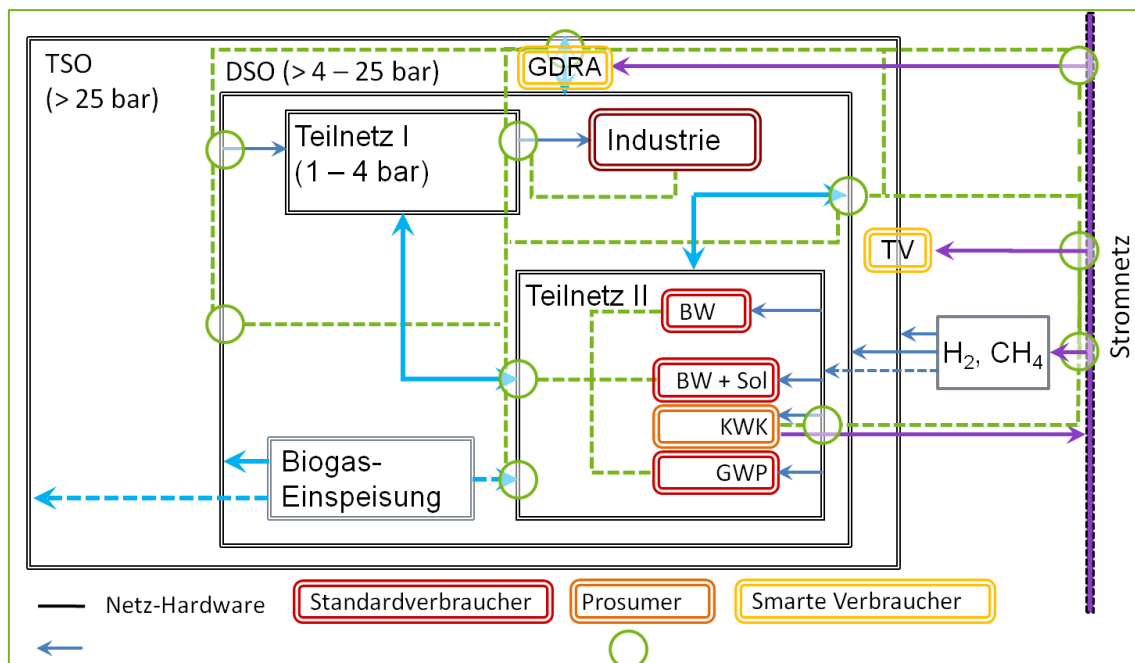 TSO
(> 25 bar)
DSO (> 4 – 25 bar)
GDRA
Teilnetz I
(1 – 4 bar)
Industrie
TV
Stromnetz
Teilnetz II
BW
H₂, CH₄
BW + Sol
KWK
GWP
Biogas-
Einspeisung
Netz-Hardware
Standardverbraucher
Prosumer
Smarte Verbraucher